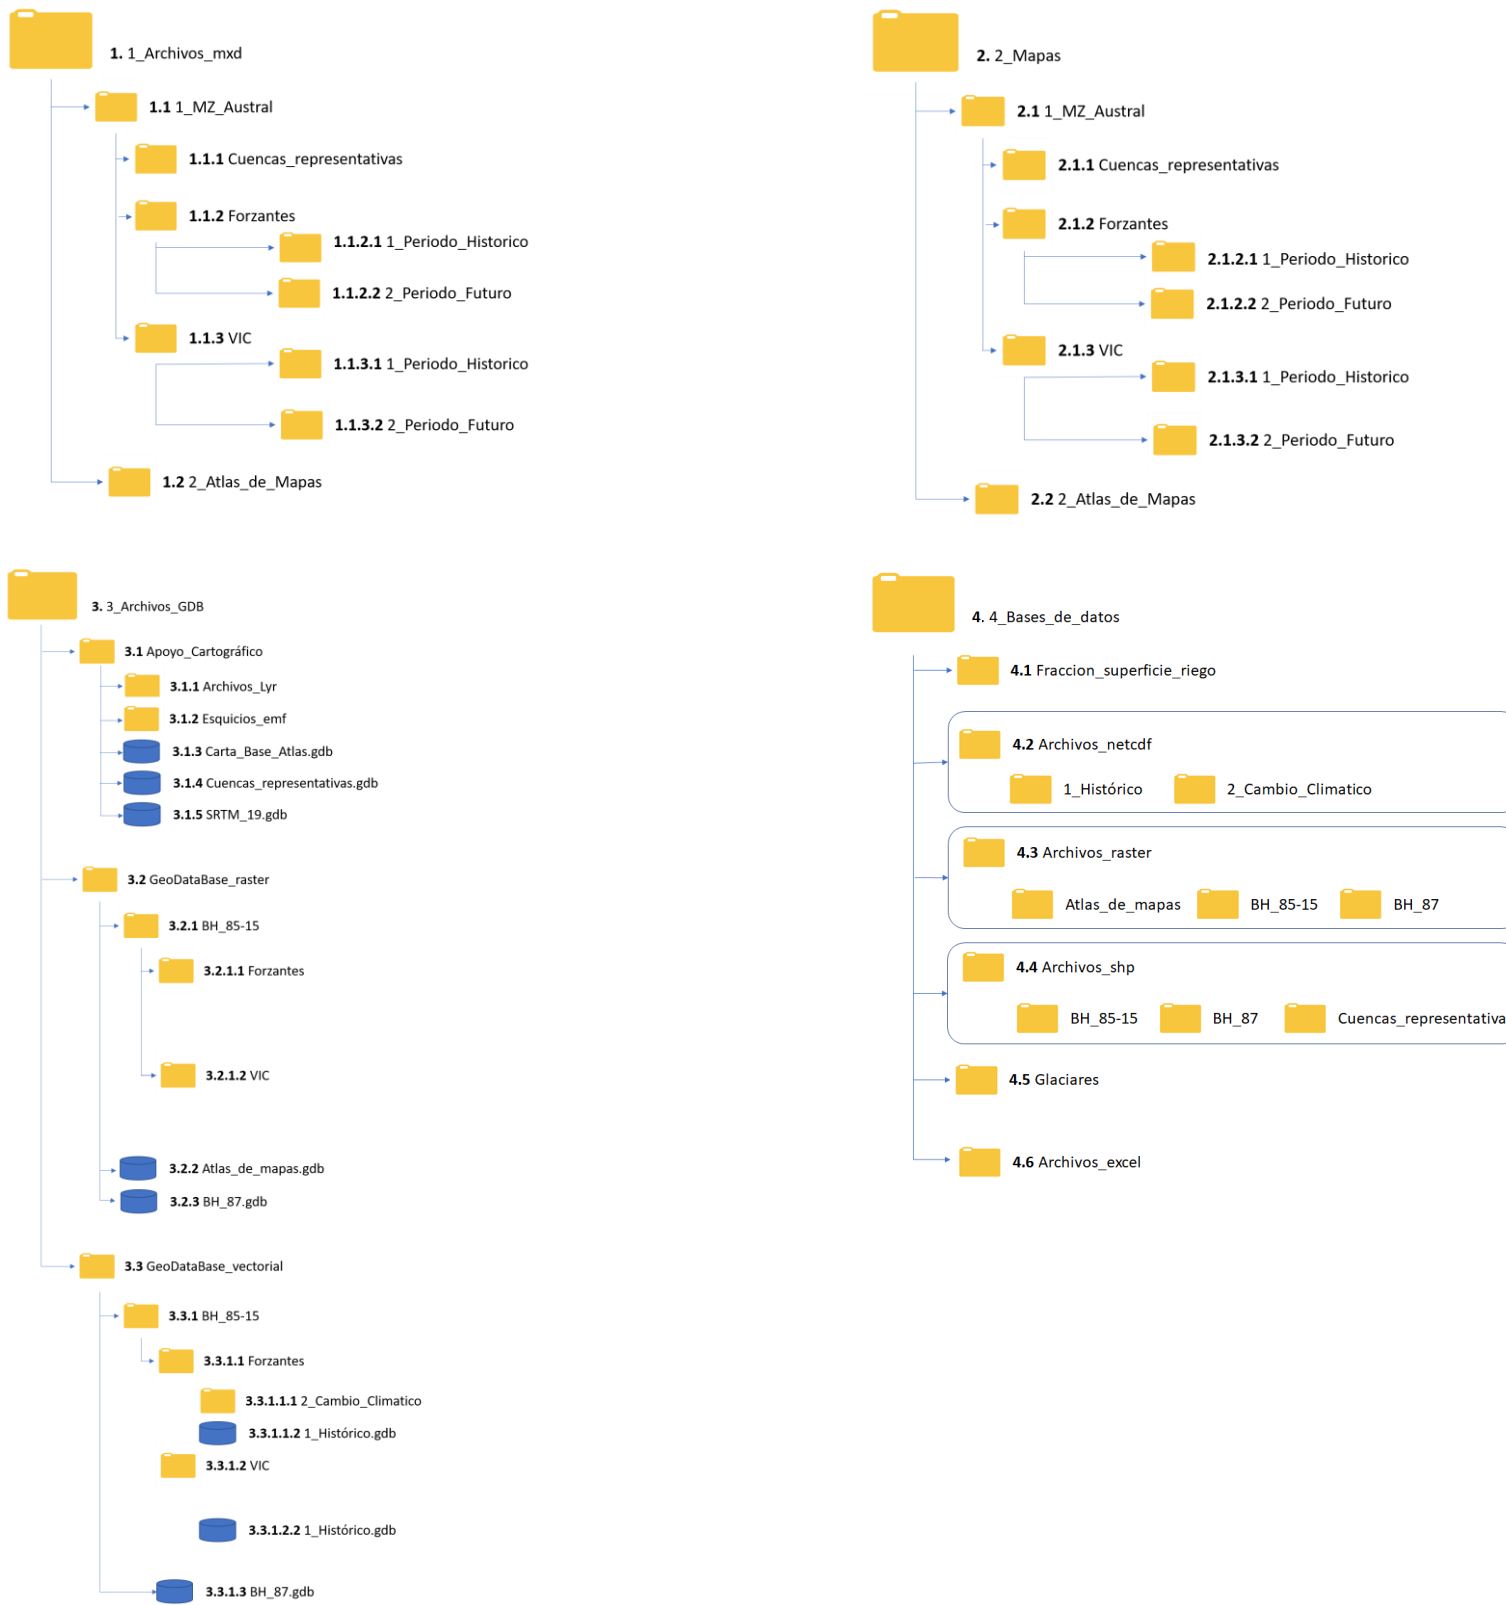 1. 1_Archivos_mxd
1.1 1_MZ_Austral
1.1.1 Cuencas_representativas
1.1.2 Forzantes
1.1.2.1 1_Periodo_Historico
1.1.2.2 2_Periodo_Futuro
1.1.3 VIC
1.1.3.1 1_Periodo_Historico
1.1.3.2 2_Periodo_Futuro
1.2 2_Atlas_de_Mapas
2. 2_Mapas
2.1 1_MZ_Austral
2.1.1 Cuencas_representativas
2.1.2 Forzantes
2.1.2.1 1_Periodo_Historico
2.1.2.2 2_Periodo_Futuro
2.1.3 VIC
2.1.3.1 1_Periodo_Historico
2.1.3.2 2_Periodo_Futuro
2.2 2_Atlas_de_Mapas
3. 3_Archivos_GDB
3.1 Apoyo_Cartográfico
3.1.1 Archivos_Lyr
3.1.2 Esquicios_emf
3.1.3 Carta_Base_Atlas.gdb
3.1.4 Cuencas_representativas.gdb
3.1.5 SRTM_19.gdb
3.2 GeoDataBase_raster
3.2.1 BH_85-15
3.2.1.1 Forzantes
3.2.1.2 VIC
3.2.2 Atlas_de_mapas.gdb
3.2.3 BH_87.gdb
3.3 GeoDataBase_vectorial
3.3.1 BH_85-15
3.3.1.1 Forzantes
3.3.1.1.1 2_Cambio_Climatico
3.3.1.1.2 1_Histórico.gdb
3.3.1.2 VIC
3.3.1.2.2 1_Histórico.gdb
3.3.1.3 BH_87.gdb
4. 4_Bases_de_datos
4.1 Fraccion_superficie_riego
4.2 Archivos_netcdf
1_Histórico 2_Cambio_Climatico
4.3 Archivos_raster
Atlas_de_mapas BH_85-15 BH_87
4.4 Archivos_shp
BH_85-15 BH_87 Cuencas_representativa
4.5 Glaciares
4.6 Archivos_excel